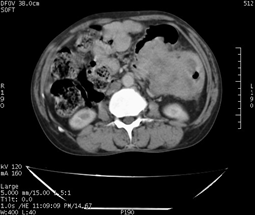 DFOV 38.0cm
SOFT
512
R
1
9
0
L
1
9
0
kV 120
mA 160
Large
5.000 mm/15.00 1.5:1
Tilt: 0.0
1.0s /HE 11:09:09 PM/14.67
W:400 L:40
P190